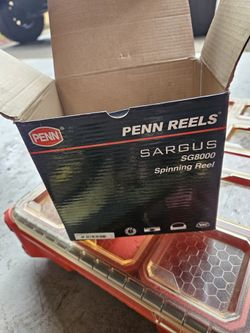 PENN
PENN REELS
SARGUS
SG8000
Spinning Reel